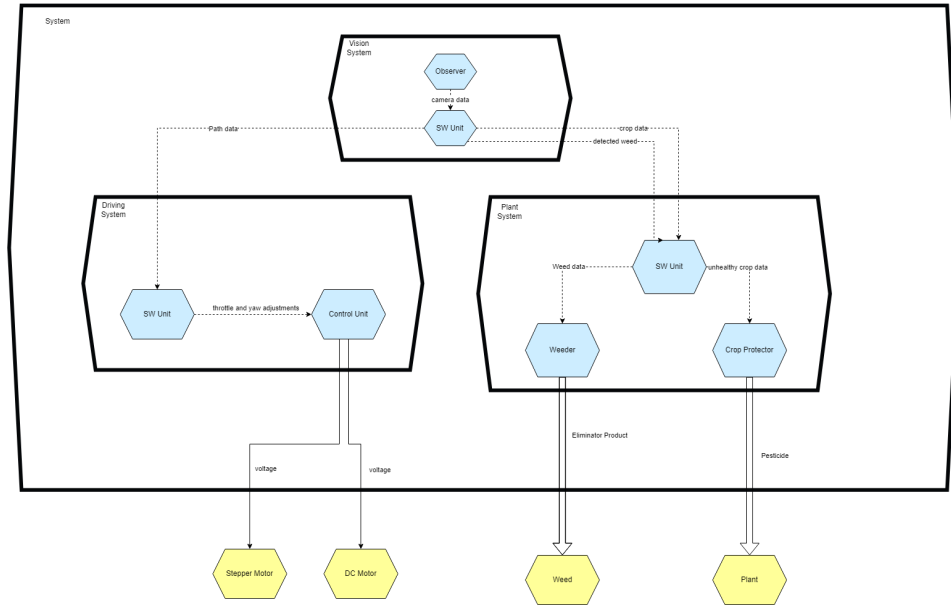 System
Vision
System
Observer
camera data
SW Unit
Path data
crop data
detected weed
Driving
System
SW Unit
throttle and yaw adjustments
Control Unit
Plant
System
SW Unit
Weed data
unhealthy crop data
Weeder
Crop Protector
Eliminator Product
Pesticide
voltage
voltage
Stepper Motor
DC Motor
Weed
Plant